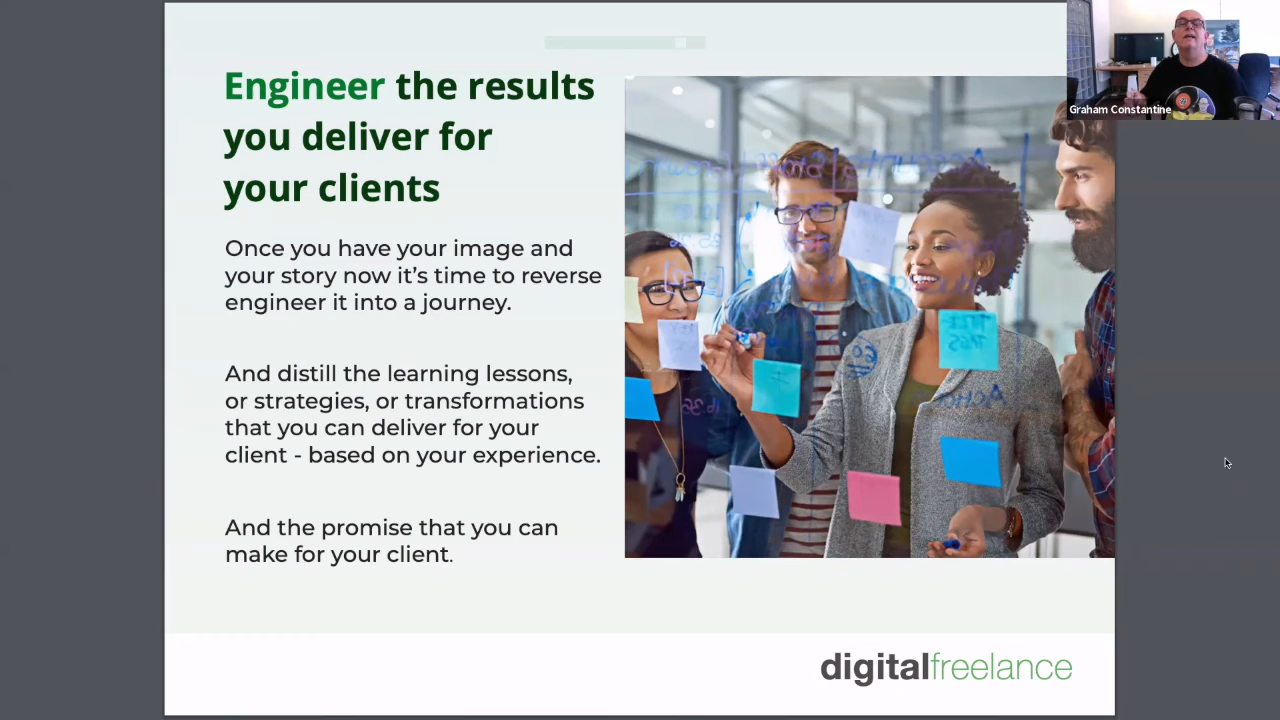 Engineer the results
you deliver for
your clients
Once you have your image and
your story now it’s time to reverse
engineer it into a journey.
And distill the learning lessons,
or strategies, or transformations
that you can deliver for your
client - based on your experience.
And the promise that you can
make for your client.
Graham Constantine
digitalfreelance